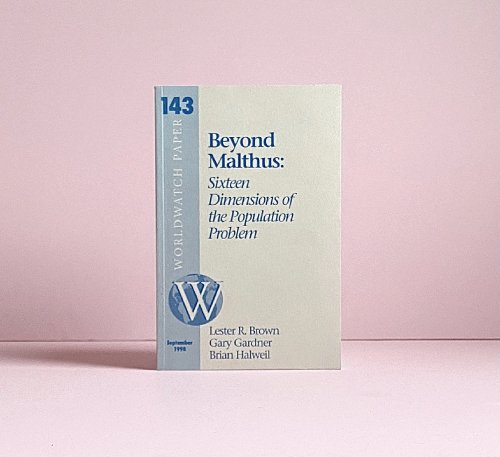 143
WORLDWATCH PAPER
Beyond
Malthus:
Sixteen
Dimensions of
the Population
Problem
W
Lester R. Brown
Gary Gardner
Brian Halweil
September
1998